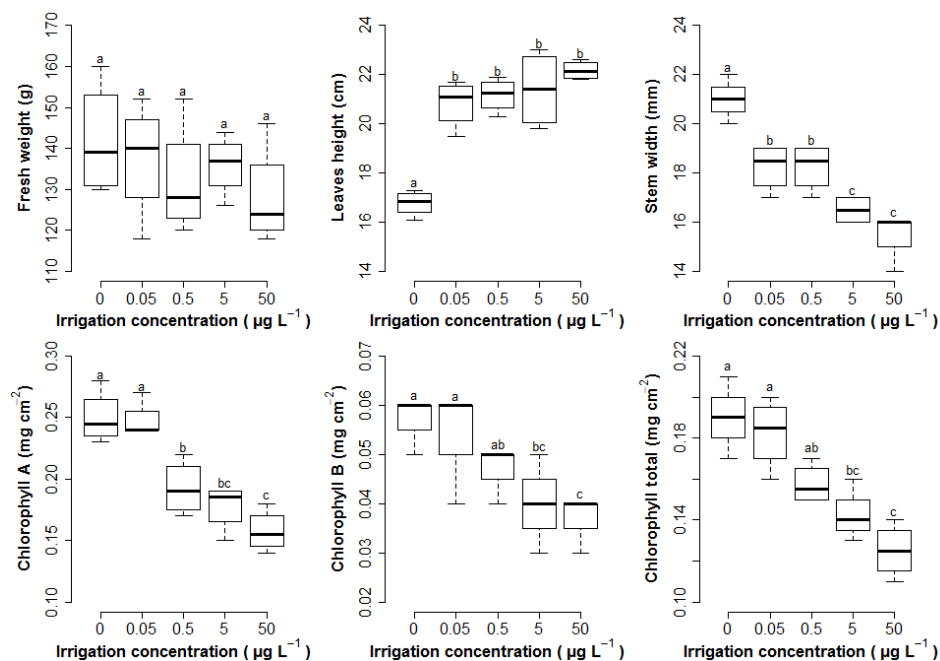 Fresh weight (g)
170
160
150
140
130
120
110
a
a
a
a
a
0 0.05 0.5 5 50
Irrigation concentration ( µg L⁻¹ )
Leaves height (cm)
24
22
20
18
16
14
a
b
b
b
b
0 0.05 0.5 5 50
Irrigation concentration ( µg L⁻¹ )
Stem width (mm)
24
22
20
18
16
14
a
b
b
c
c
0 0.05 0.5 5 50
Irrigation concentration ( µg L⁻¹ )
Chlorophyll A (mg cm⁻²)
0.30
0.25
0.20
0.15
0.10
a
a
b
bc
c
0 0.05 0.5 5 50
Irrigation concentration ( µg L⁻¹ )
Chlorophyll B (mg cm⁻²)
0.07
0.06
0.05
0.04
0.03
0.02
a
a
ab
bc
c
0 0.05 0.5 5 50
Irrigation concentration ( µg L⁻¹ )
Chlorophyll total (mg cm⁻²)
0.22
0.18
0.14
0.10
a
a
ab
bc
c
0 0.05 0.5 5 50
Irrigation concentration ( µg L⁻¹ )